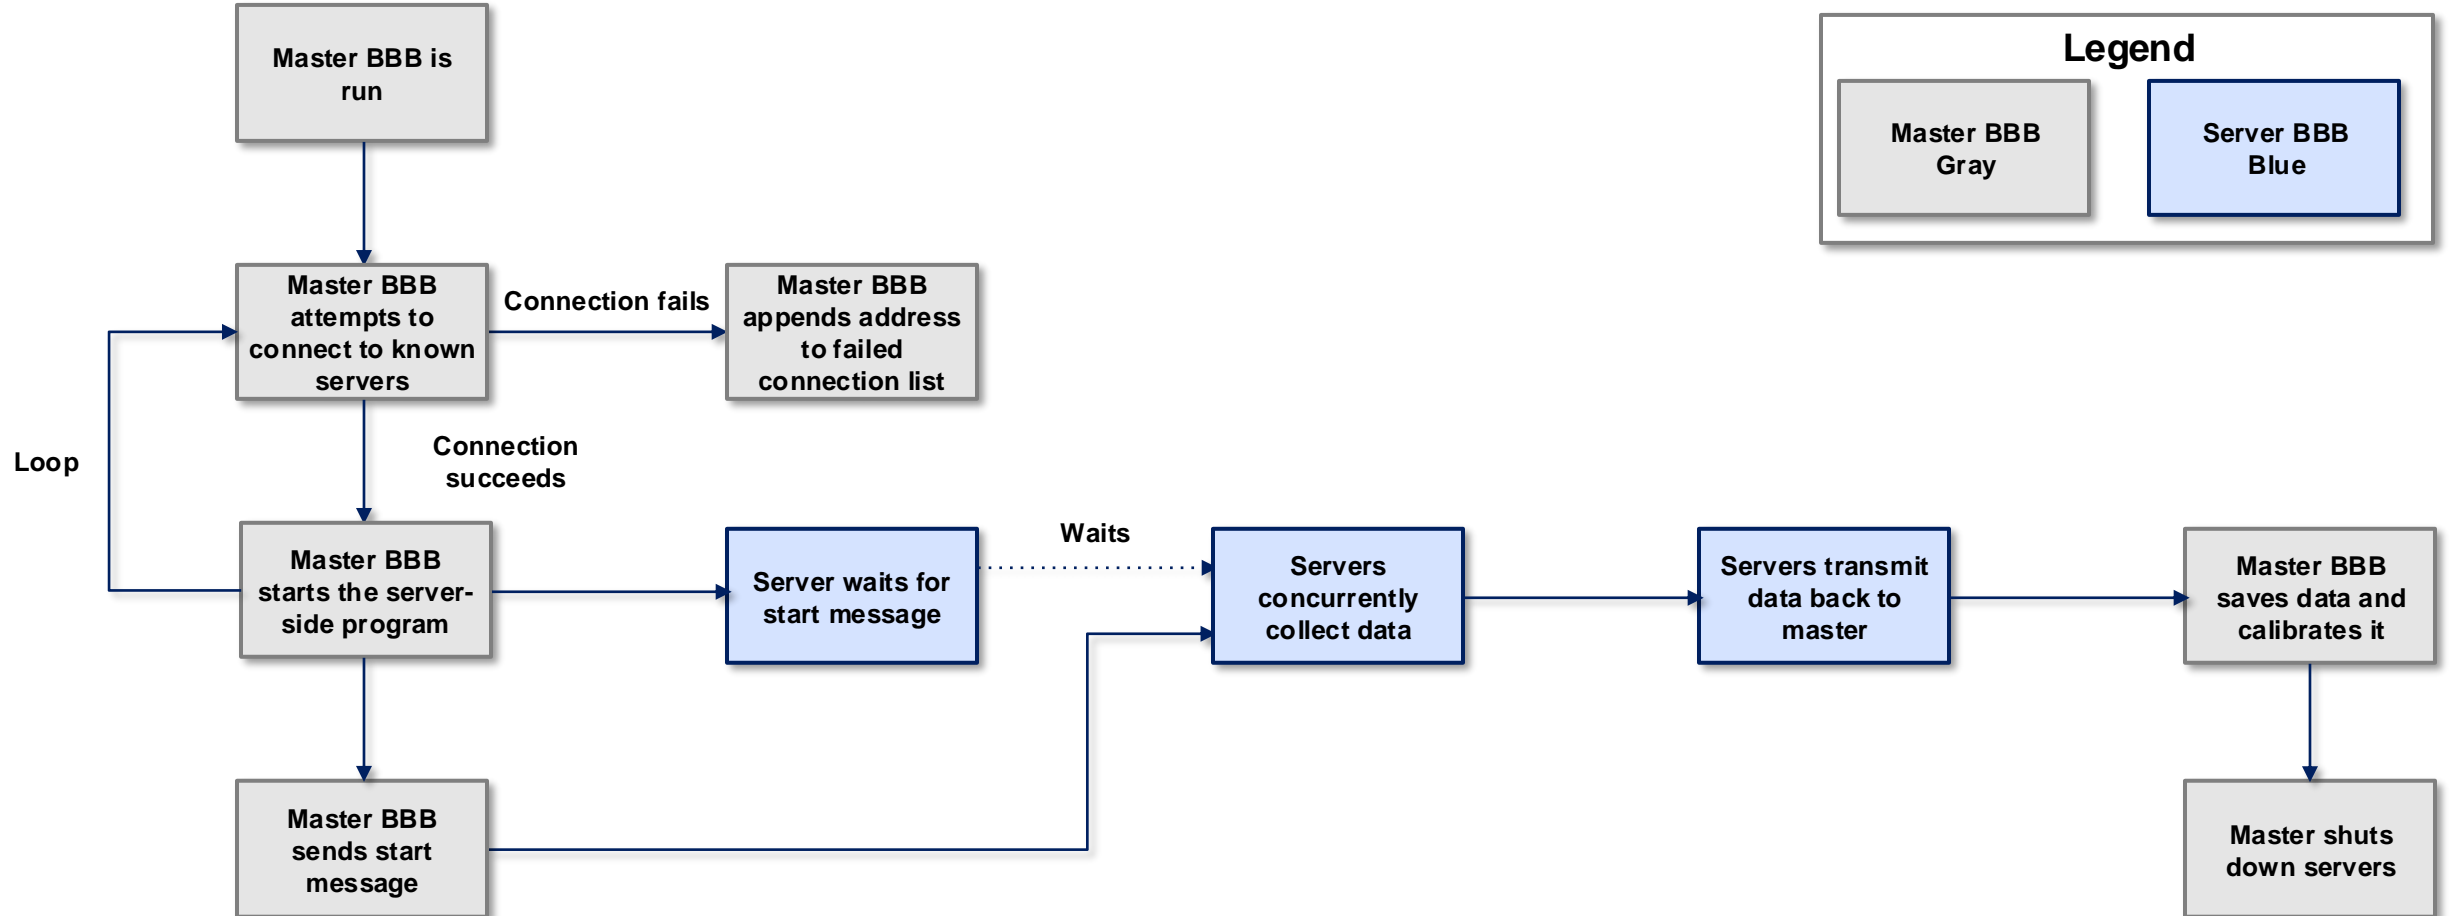 Master BBB is
run
Legend
Master BBB
Gray
Server BBB
Blue
Master BBB
attempts to
connect to known
servers
Connection fails
Master BBB
appends address
to failed
connection list
Loop
Connection
succeeds
Master BBB
starts the server-
side program
Server waits for
start message
Waits
Servers
concurrently
collect data
Servers transmit
data back to
master
Master BBB
saves data and
calibrates it
Master BBB
sends start
message
Master shuts
down servers